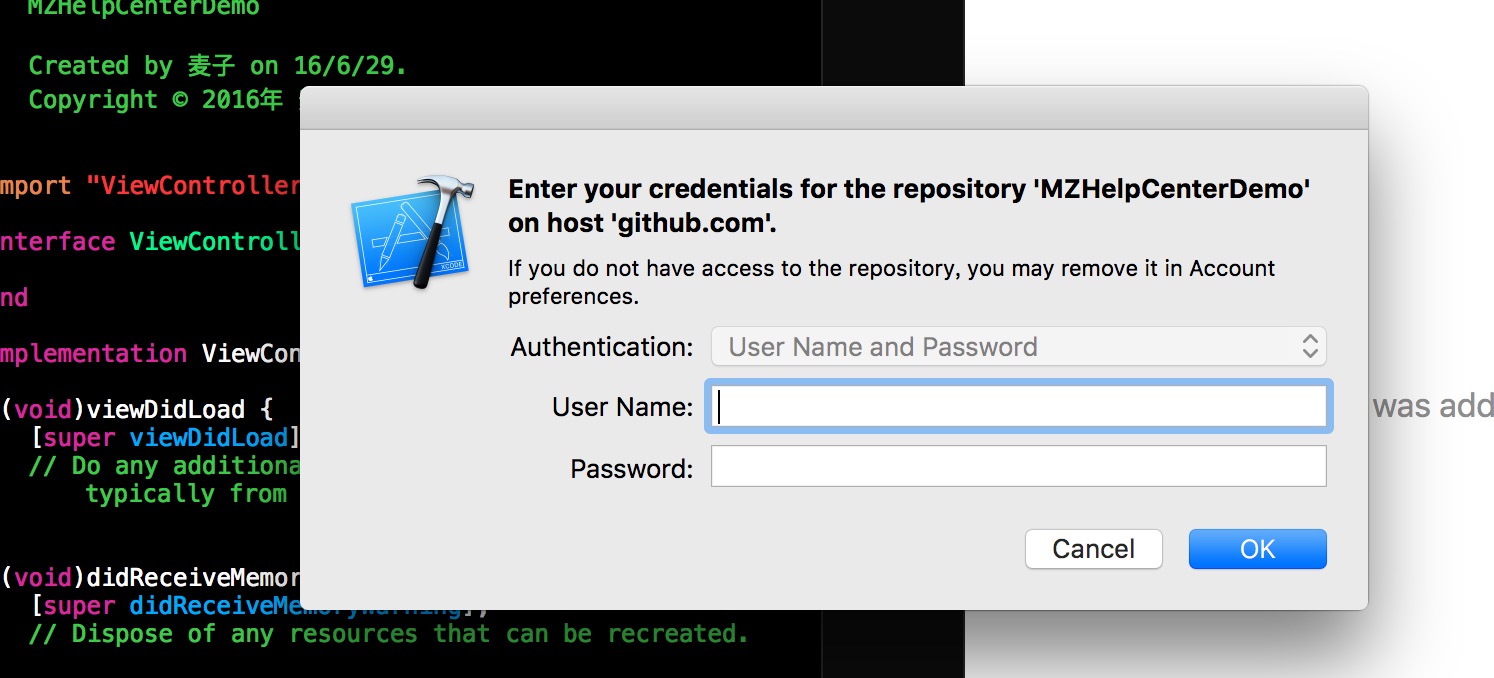 MZHelpCenterDemo
Created by 麦子 on 16/6/29.
Copyright © 2016年
mport "ViewController
nterface ViewControll
nd
mplementation ViewCon
(void)viewDidLoad {
[super viewDidLoad]
// Do any additiona
typically from
(void)didReceiveMemor
[super didReceiveMemoryWarning];
// Dispose of any resources that can be recreated.
Enter your credentials for the repository 'MZHelpCenterDemo'
on host 'github.com'.
If you do not have access to the repository, you may remove it in Account
preferences.
Authentication: User Name and Password
User Name:
Password:
Cancel OK
XCODE
was add